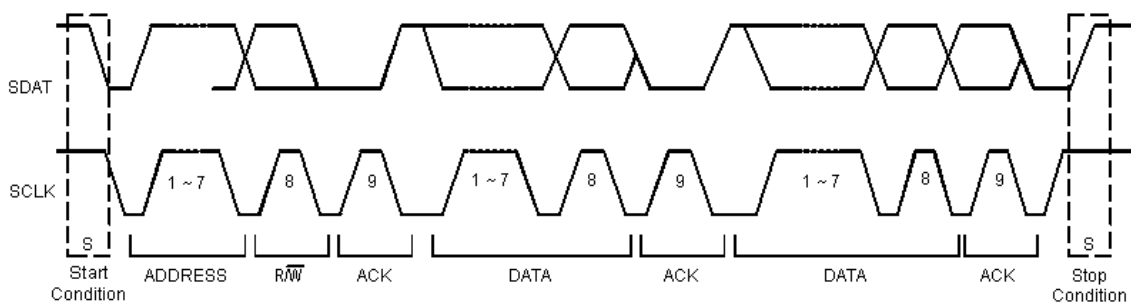 SDAT
SCLK
1 ~ 7
8
9
1 ~ 7
8
9
1 ~ 7
8
9
S
S
Start
Condition
ADDRESS
R/W̅
ACK
DATA
ACK
DATA
ACK
Stop
Condition